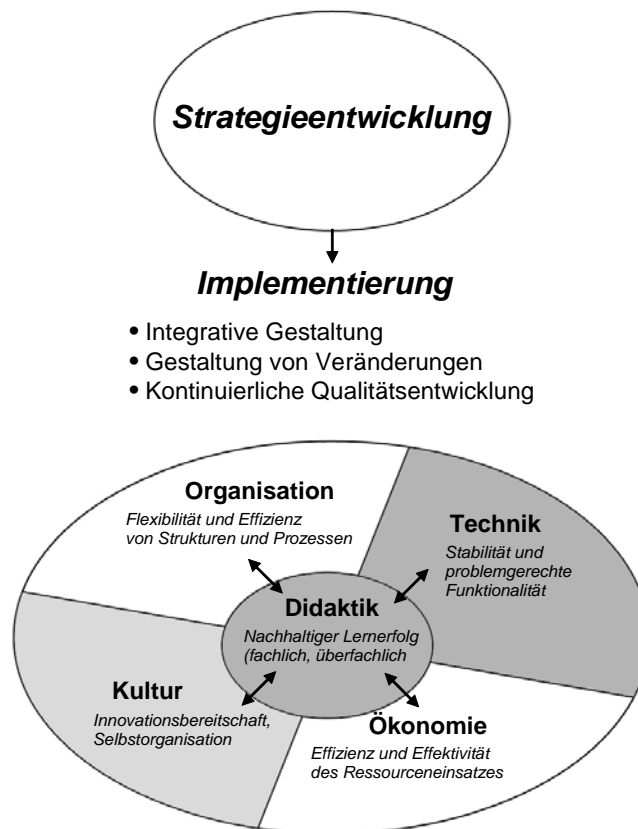 Strategieentwicklung
Implementierung
• Integrative Gestaltung
• Gestaltung von Veränderungen
• Kontinuierliche Qualitätsentwicklung
Organisation
Flexibilität und Effizienz
von Strukturen und Prozessen
Technik
Stabilität und
problemgerechte
Funktionalität
Didaktik
Nachhaltiger Lernerfolg
(fachlich, überfachlich
Kultur
Innovationsbereitschaft,
Selbstorganisation
Ökonomie
Effizienz und Effektivität
des Ressourceneinsatzes